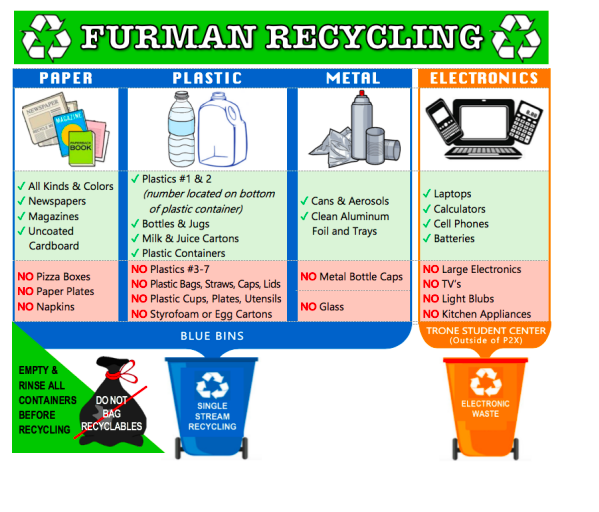 FURMAN RECYCLING
PAPER
PLASTIC
METAL
ELECTRONICS
NEWSPAPER
MAGAZINE
BOOK
All Kinds & Colors
Newspapers
Magazines
Uncoated
Cardboard
Plastics #1 & 2
(number located on bottom
of plastic container)
Bottles & Jugs
Milk & Juice Cartons
Plastic Containers
Cans & Aerosols
Clean Aluminum
Foil and Trays
Laptops
Calculators
Cell Phones
Batteries
NO Pizza Boxes
NO Paper Plates
NO Napkins
NO Plastics #3-7
NO Plastic Bags, Straws, Caps, Lids
NO Plastic Cups, Plates, Utensils
NO Styrofoam or Egg Cartons
NO Metal Bottle Caps
NO Glass
NO Large Electronics
NO TV's
NO Light Blubs
NO Kitchen Appliances
BLUE BINS
TRONE STUDENT CENTER
(Outside of P2X)
EMPTY &
RINSE ALL
CONTAINERS
BEFORE
RECYCLING
DO NOT
BAG
RECYCLABLES
SINGLE
STREAM
RECYCLING
ELECTRONIC
WASTE